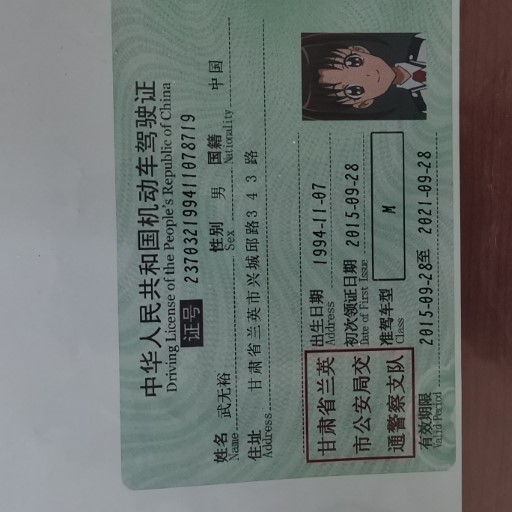 中华人民共和国机动车驾驶证
Driving License of the People's Republic of China
证号 237032199411078719
姓名 武无裕 性别 男 国籍 中国
Name Sex Nationality
住址 甘肃省兰英市兴城邱路343路
Address
甘肃省兰英
市公安局交
通警察支队
出生日期 1994-11-07
Address
初次领证日期 2015-09-28
Date of First Issue
准驾车型 M
Class
有效期限 2015-09-28至 2021-09-28
Valid Period